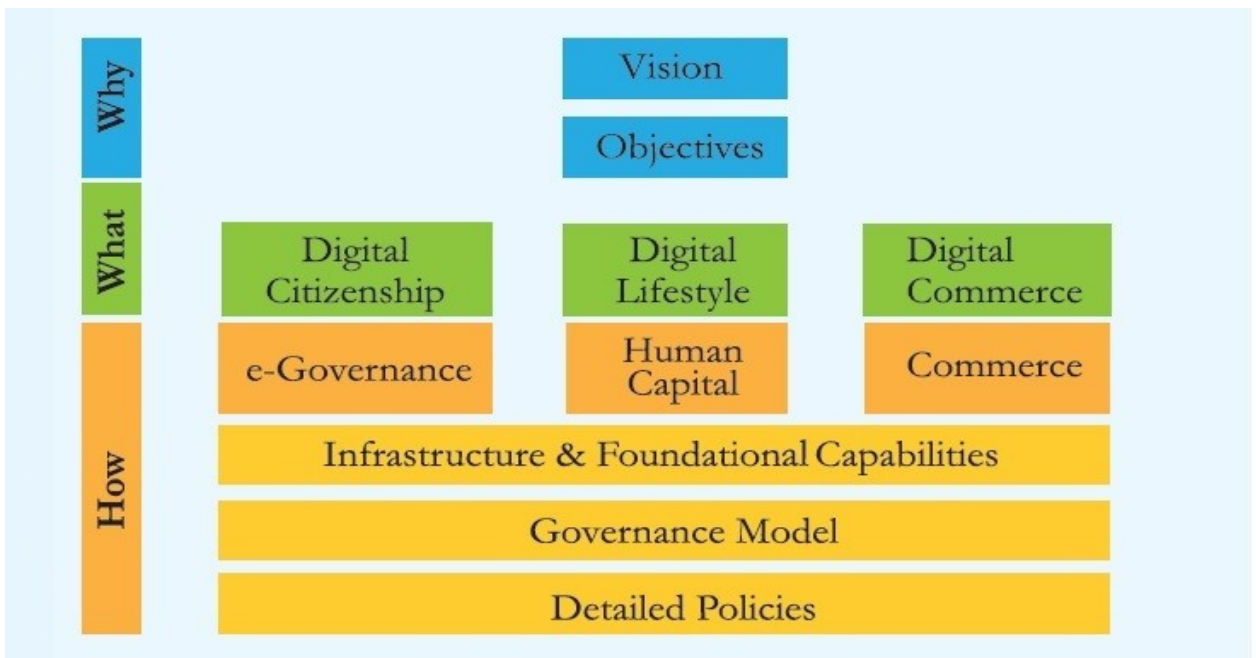 Why
Vision
Objectives
What
Digital
Citizenship
Digital
Lifestyle
Digital
Commerce
How
e-Governance
Human
Capital
Commerce
Infrastructure & Foundational Capabilities
Governance Model
Detailed Policies